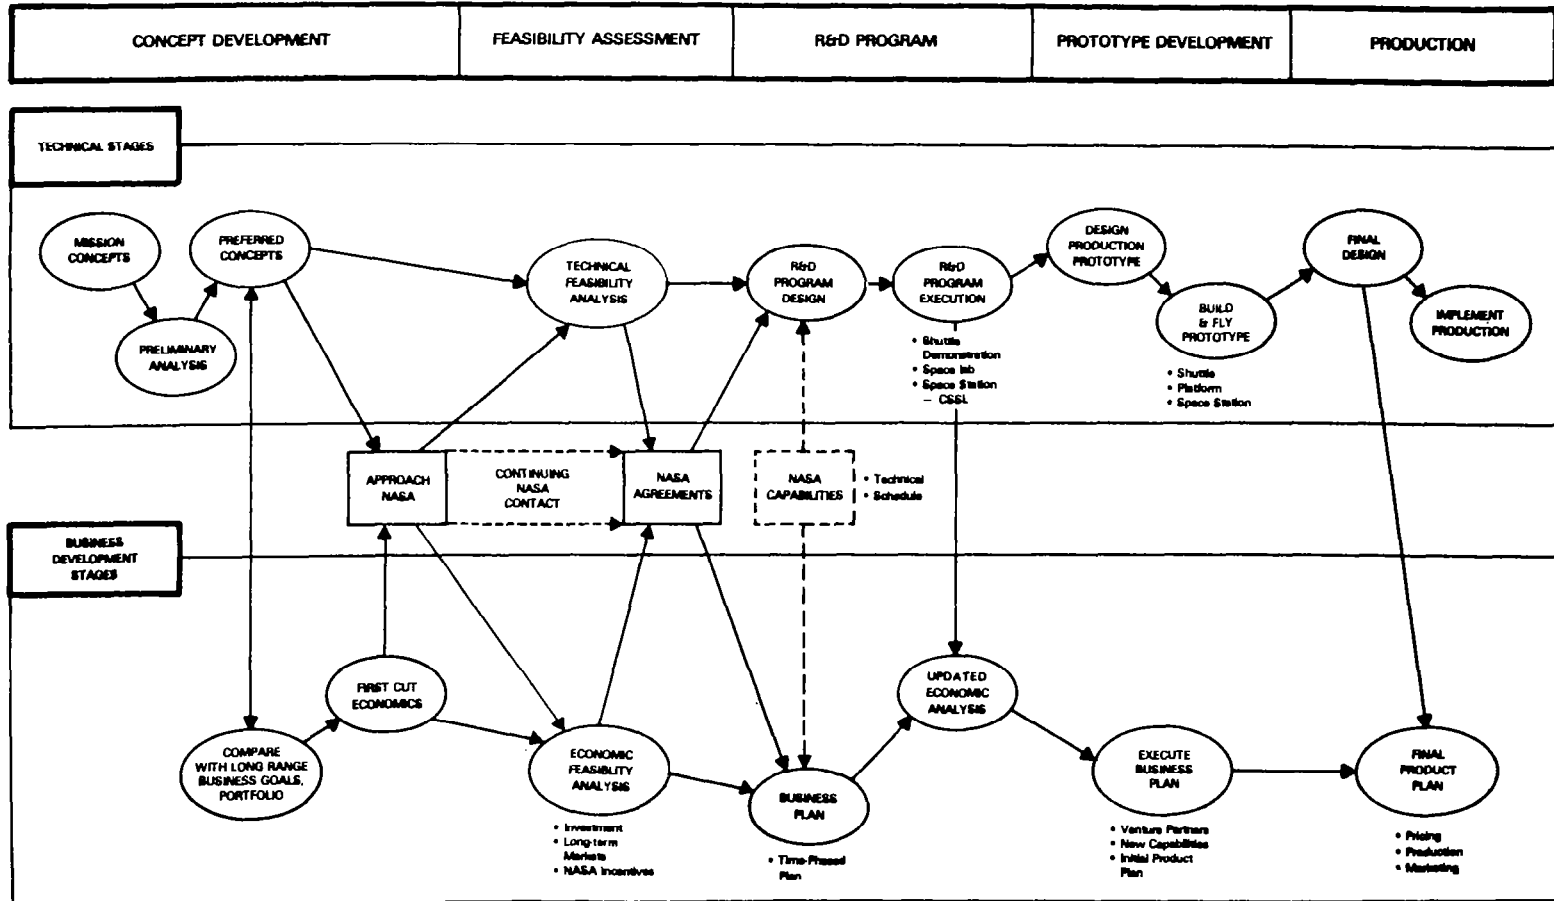 CONCEPT DEVELOPMENT
FEASIBILITY ASSESSMENT
R&D PROGRAM
PROTOTYPE DEVELOPMENT
PRODUCTION
TECHNICAL STAGES
MISSION
CONCEPTS
PREFERRED
CONCEPTS
PRELIMINARY
ANALYSIS
TECHNICAL
FEASIBILITY
ANALYSIS
R&D
PROGRAM
DESIGN
R&D
PROGRAM
EXECUTION
• Shuttle
Demonstration
• Space lab
• Space Station
— CSSL
DESIGN
PRODUCTION
PROTOTYPE
BUILD
& FLY
PROTOTYPE
• Shuttle
• Platform
• Space Station
FINAL
DESIGN
IMPLEMENT
PRODUCTION
APPROACH
NASA
CONTINUING
NASA
CONTACT
NASA
AGREEMENTS
NASA
CAPABILITIES
• Technical
• Schedule
BUSINESS
DEVELOPMENT
STAGES
COMPARE
WITH LONG RANGE
BUSINESS GOALS,
PORTFOLIO
FIRST CUT
ECONOMICS
ECONOMIC
FEASIBLITY
ANALYSIS
• Investment
• Long-term
Markets
• NASA Incentives
BUSINESS
PLAN
• Time-Phased
Plan
UPDATED
ECONOMIC
ANALYSIS
EXECUTE
BUSINESS
PLAN
• Venture Partners
• New Capabilities
• Initial Product
Plan
FINAL
PRODUCT
PLAN
• Pricing
• Production
• Marketing